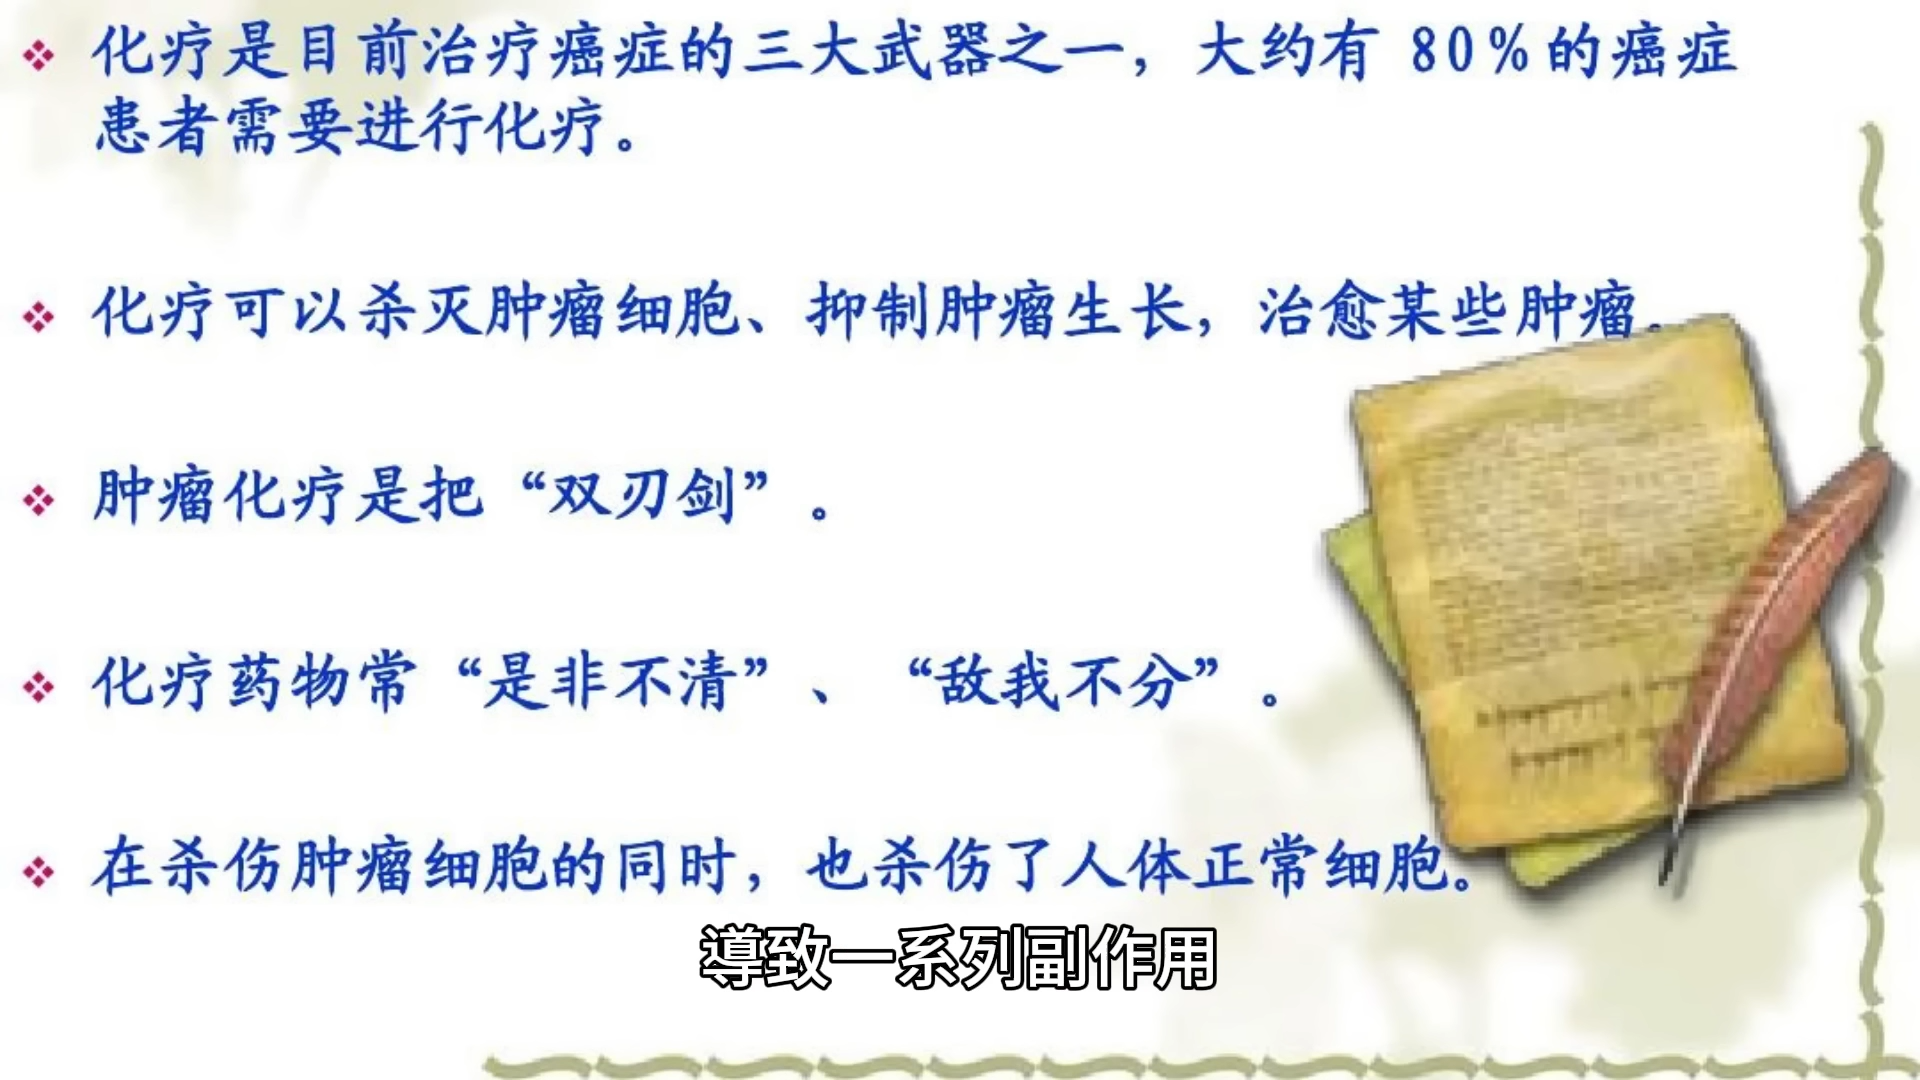 化疗是目前治疗癌症的三大武器之一，大约有 80%的癌症
患者需要进行化疗。
化疗可以杀灭肿瘤细胞、抑制肿瘤生长，治愈某些肿瘤。
肿瘤化疗是把“双刃剑”。
化疗药物常“是非不清”、“敌我不分”。
在杀伤肿瘤细胞的同时，也杀伤了人体正常细胞。
導致一系列副作用